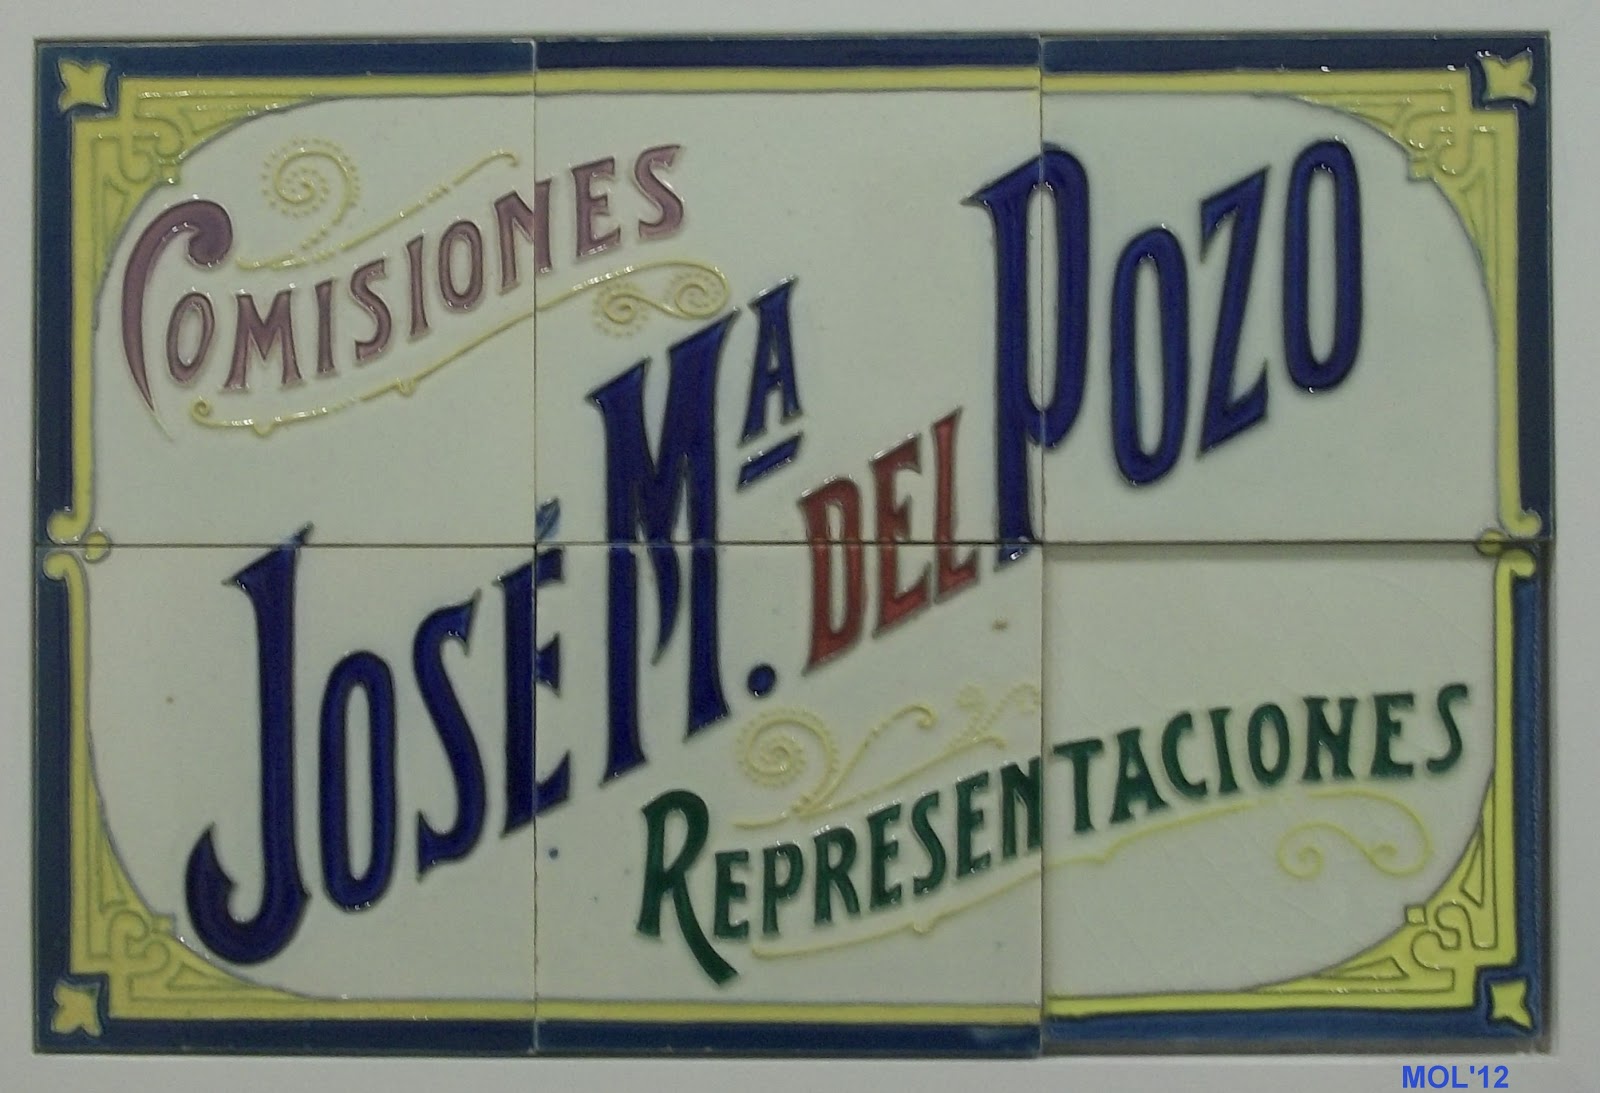 COMISIONES
JOSÉ Mª. DEL POZO
REPRESENTACIONES
MOL'12